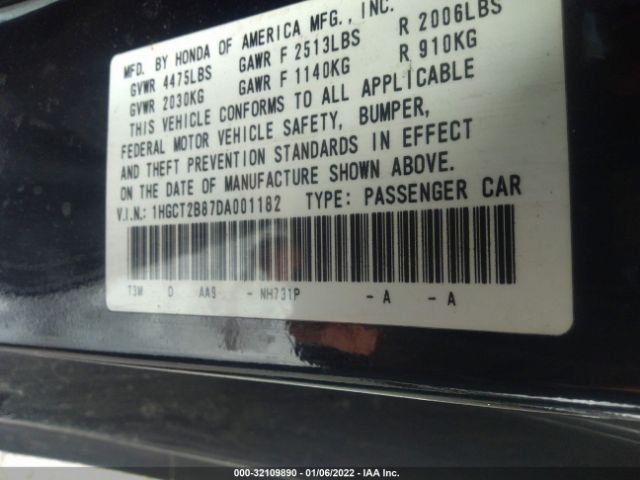 MFD. BY HONDA OF AMERICA MFG., INC.
GVWR 4475LBS GAWR F 2513LBS R 2006LBS
GVWR 2030KG GAWR F 1140KG R 910KG
THIS VEHICLE CONFORMS TO ALL APPLICABLE
FEDERAL MOTOR VEHICLE SAFETY, BUMPER,
AND THEFT PREVENTION STANDARDS IN EFFECT
ON THE DATE OF MANUFACTURE SHOWN ABOVE.
V.I.N.: 1HGCT2B87DA001182 TYPE: PASSENGER CAR
T3M D AA9 - NH731P - A - A
000-32109890 - 01/06/2022 - IAA Inc.